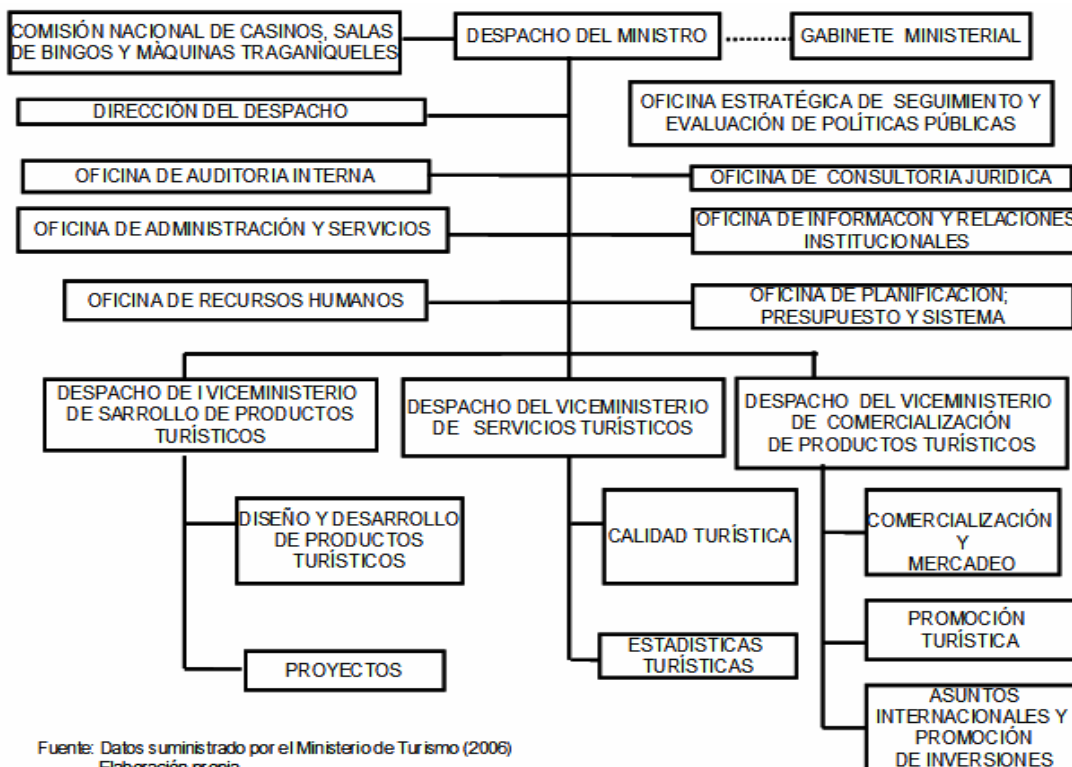 COMISIÓN NACIONAL DE CASINOS, SALAS
DE BINGOS Y MÀQUINAS TRAGANÌQUELES
DESPACHO DEL MINISTRO
GABINETE MINISTERIAL
DIRECCIÓN DEL DESPACHO
OFICINA ESTRATÉGICA DE SEGUIMIENTO Y
EVALUACIÓN DE POLÍTICAS PÚBLICAS
OFICINA DE AUDITORIA INTERNA
OFICINA DE CONSULTORÍA JURIDICA
OFICINA DE ADMINISTRACIÓN Y SERVICIOS
OFICINA DE INFORMACON Y RELACIONES
INSTITUCIONALES
OFICINA DE RECURSOS HUMANOS
OFICINA DE PLANIFICACION;
PRESUPUESTO Y SISTEMA
DESPACHO DE l VICEMINISTERIO
DE SARROLLO DE PRODUCTOS
TURÍSTICOS
DESPACHO DEL VICEMINISTERIO
DE SERVICIOS TURÍSTICOS
DESPACHO DEL VICEMINISTERIO
DE COMERCIALIZACIÓN
DE PRODUCTOS TURÍSTICOS
DISEÑO Y DESARROLLO
DE PRODUCTOS
TURÍSTICOS
CALIDAD TURÍSTICA
COMERCIALIZACIÓN
Y
MERCADEO
PROYECTOS
ESTADISTICAS
TURÍSTICAS
PROMOCIÓN
TURÍSTICA
ASUNTOS
INTERNACIONALES Y
PROMOCIÓN
DE INVERSIONES
Fuente: Datos suministrado por el Ministerio de Turismo (2006)
Elaboración propia